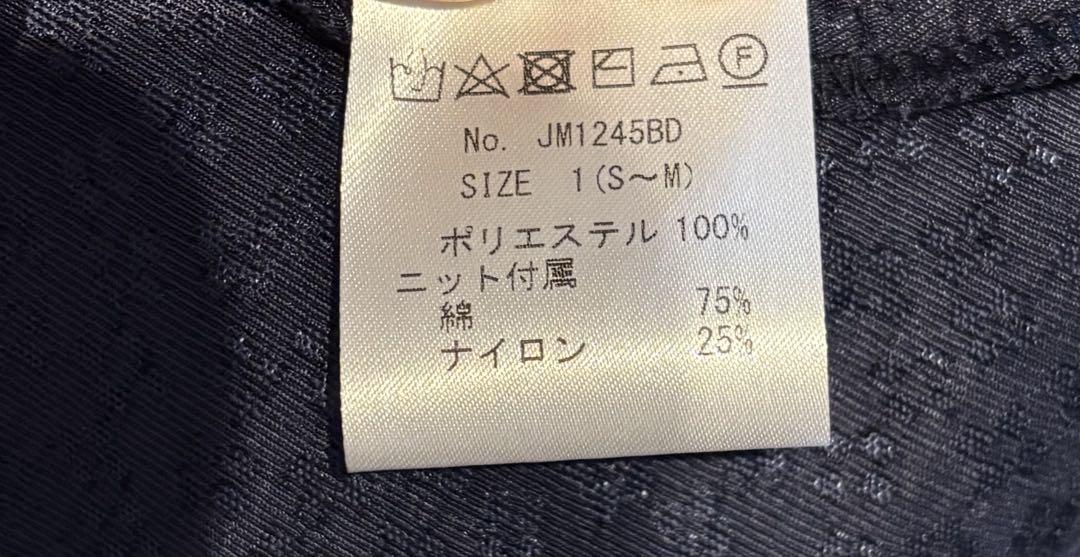 F
No. JM1245BD
SIZE 1(S～M)
ポリエステル 100%
ニット付属
綿 75%
ナイロン 25%